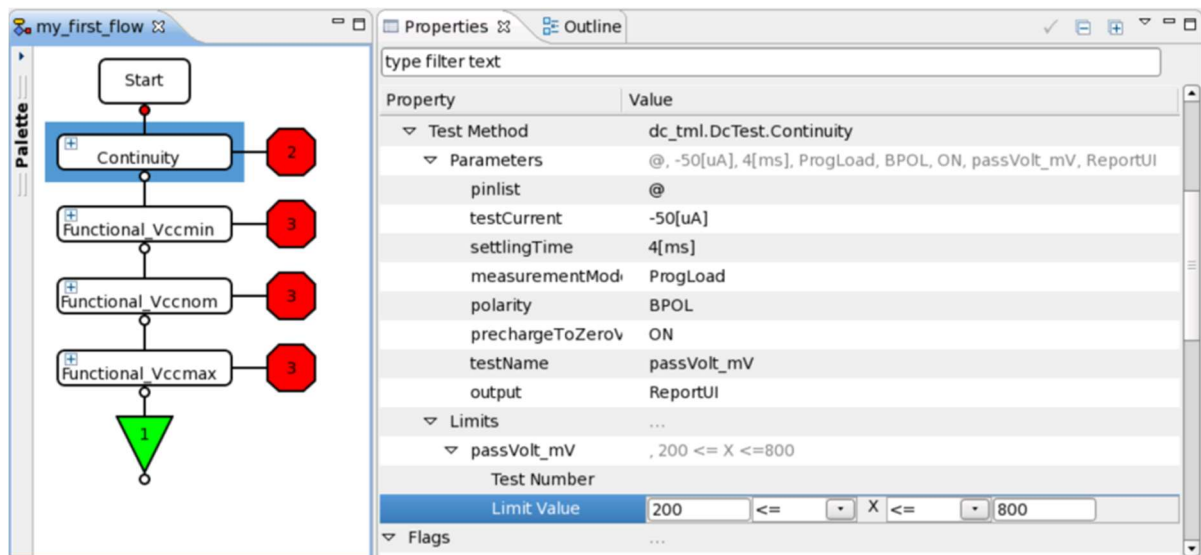 my_first_flow
Palette
Start
Continuity
2
Functional_Vccmin
3
Functional_Vccnom
3
Functional_Vccmax
3
1
Properties Outline
type filter text
Property Value
Test Method dc_tml.DcTest.Continuity
Parameters @, -50[uA], 4[ms], ProgLoad, BPOL, ON, passVolt_mV, ReportUI
pinlist @
testCurrent -50[uA]
settlingTime 4[ms]
measurementMod ProgLoad
polarity BPOL
prechargeToZeroV ON
testName passVolt_mV
output ReportUI
Limits ...
passVolt_mV , 200 <= X <=800
Test Number
Limit Value 200 <= X <= 800
Flags ...